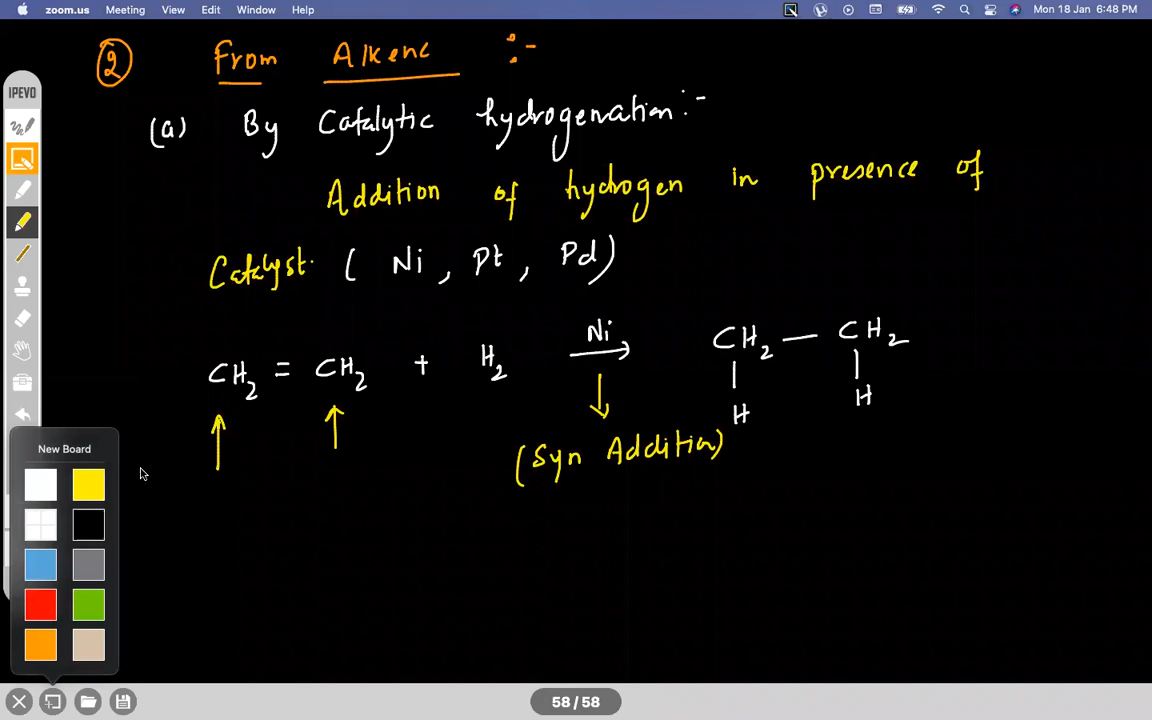 zoom.us Meeting View Edit Window Help Mon 18 Jan 6:48 PM
IPEVO
② From Alkene :-
(a) By Catalytic hydrogenation :-
Addition of hydrogen in presence of
Catalyst. ( Ni , Pt , Pd )
CH₂ = CH₂ + H₂ Ni → CH₂ — CH₂
H H
(Syn Addition)
New Board
58 / 58